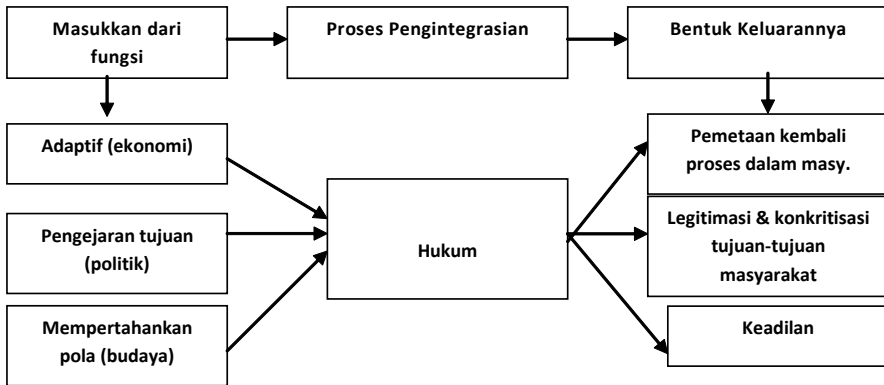 Masukkan dari
fungsi
Proses Pengintegrasian
Bentuk Keluarannya
Adaptif (ekonomi)
Pengejaran tujuan
(politik)
Mempertahankan
pola (budaya)
Hukum
Pemetaan kembali
proses dalam masy.
Legitimasi & konkritisasi
tujuan-tujuan
masyarakat
Keadilan